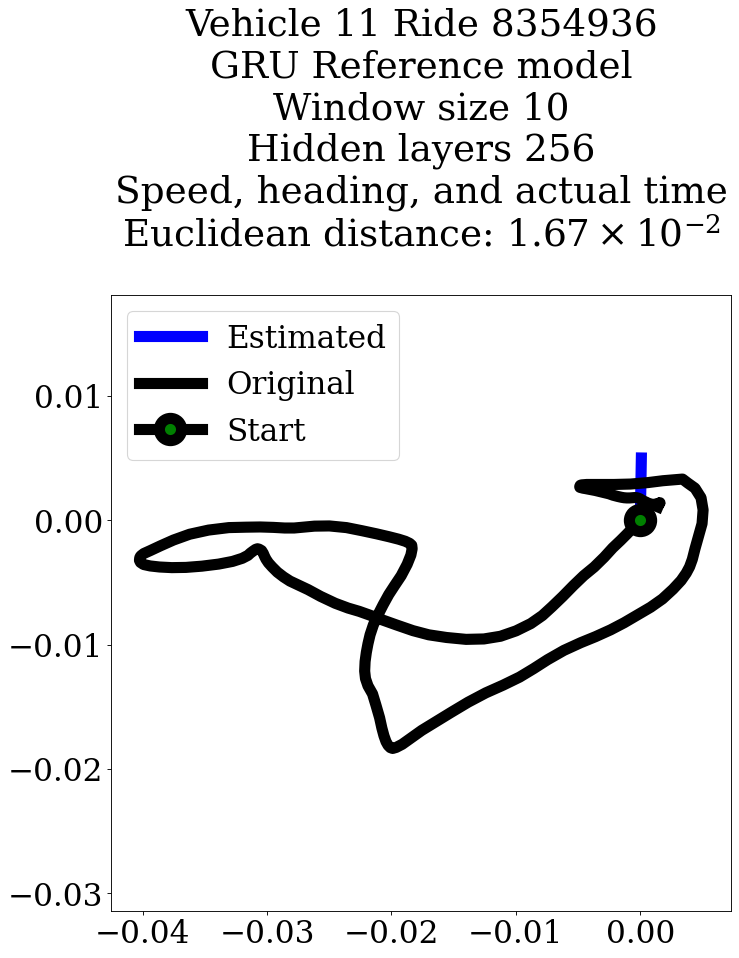 Vehicle 11 Ride 8354936
GRU Reference model
Window size 10
Hidden layers 256
Speed, heading, and actual time
Euclidean distance: 1.67 × 10⁻²
Estimated
Original
Start
0.01
0.00
−0.01
−0.02
−0.03
−0.04 −0.03 −0.02 −0.01 0.00